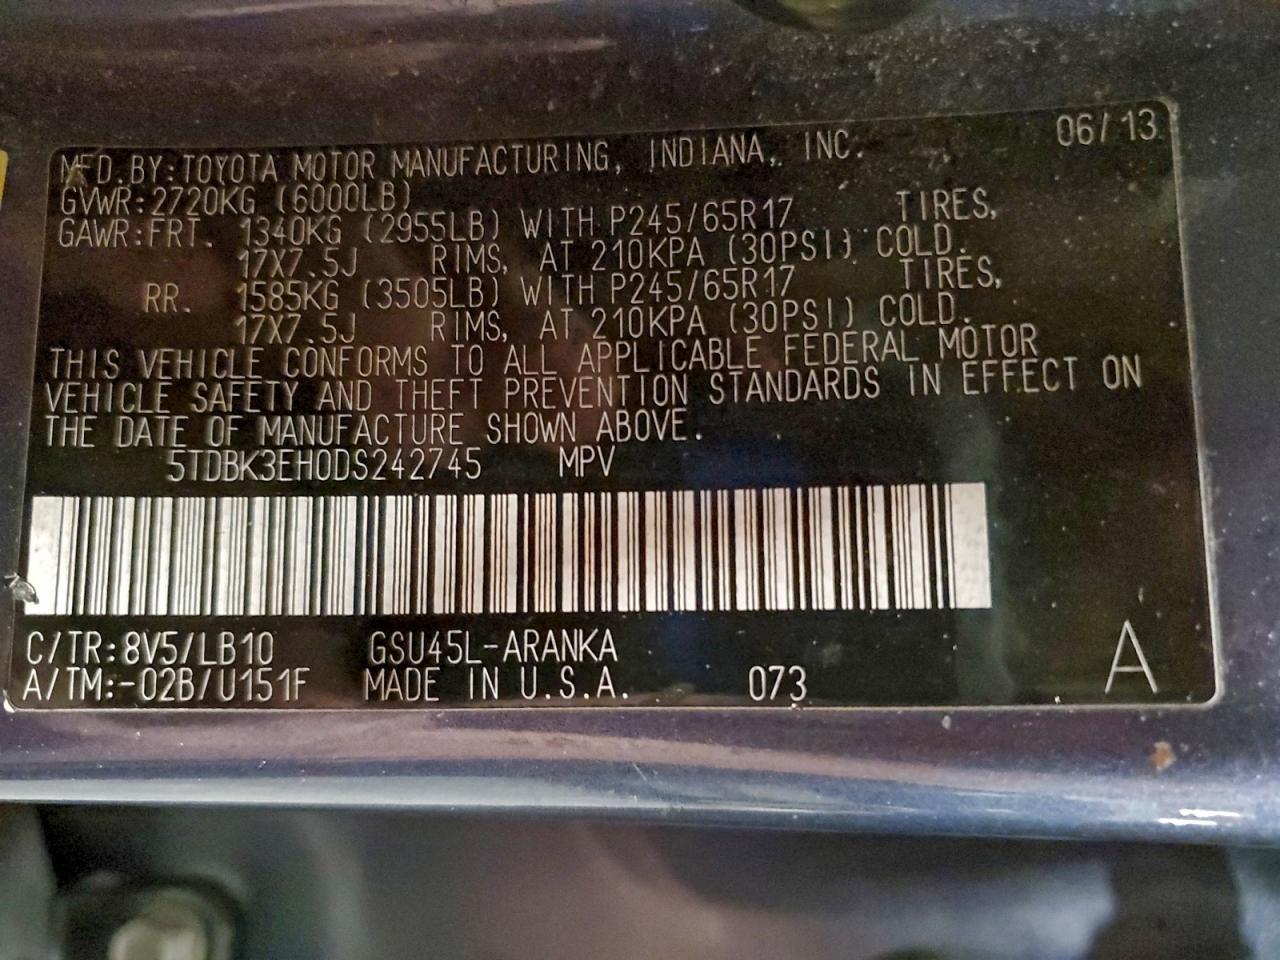 06/13
MFD.BY:TOYOTA MOTOR MANUFACTURING, INDIANA, INC.
GVWR:2720KG (6000LB)
GAWR:FRT. 1340KG (2955LB) WITH P245/65R17 TIRES,
17X7.5J RIMS, AT 210KPA (30PSI) COLD.
RR. 1585KG (3505LB) WITH P245/65R17 TIRES,
17X7.5J RIMS, AT 210KPA (30PSI) COLD.
THIS VEHICLE CONFORMS TO ALL APPLICABLE FEDERAL MOTOR
VEHICLE SAFETY AND THEFT PREVENTION STANDARDS IN EFFECT ON
THE DATE OF MANUFACTURE SHOWN ABOVE.
5TDBK3EH0DS242745 MPV
C/TR:8V5/LB10 GSU45L-ARANKA
A/TM:-02B/U151F MADE IN U.S.A. 073
A